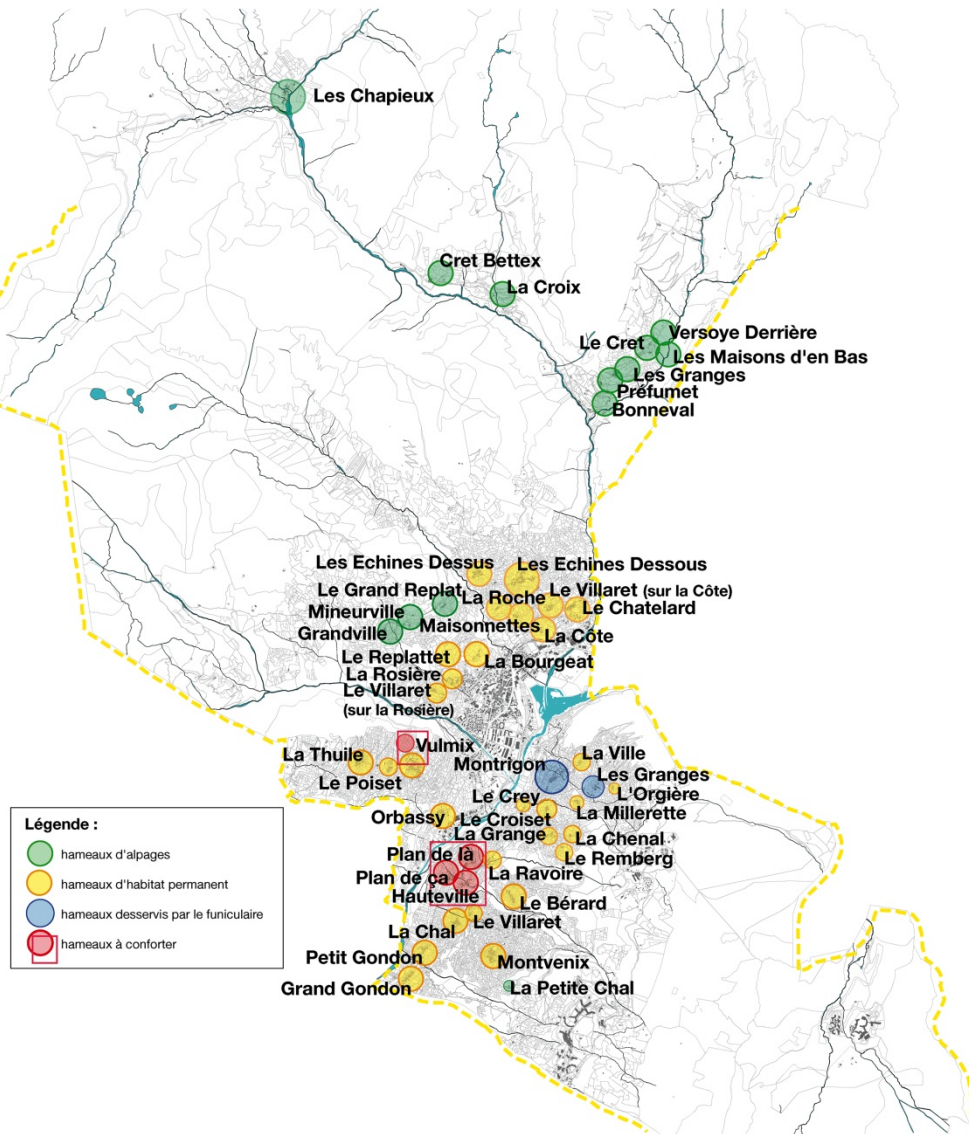 Les Chapieux
Cret Bettex
La Croix
Versoye Derrière
Le Cret
Les Maisons d'en Bas
Les Granges
Préfumet
Bonneval
Les Echines Dessus
Les Echines Dessous
Le Grand Replat
La Roche
Le Villaret (sur la Côte)
Mineurville
Le Chatelard
Maisonnettes
Grandville
La Côte
Le Replattet
La Bourgeat
La Rosière
Le Villaret
(sur la Rosière)
Vulmix
La Thuile
La Ville
Montrigon
Les Granges
Le Poiset
L'Orgière
Le Crey
La Millerette
Orbassy
Le Croiset
La Grange
La Chenal
Plan de là
Le Remberg
La Ravoire
Plan de ça
Hauteville
Le Bérard
Le Villaret
La Chal
Petit Gondon
Montvenix
Grand Gondon
La Petite Chal
Légende :
hameaux d'alpages
hameaux d'habitat permanent
hameaux desservis par le funiculaire
hameaux à conforter